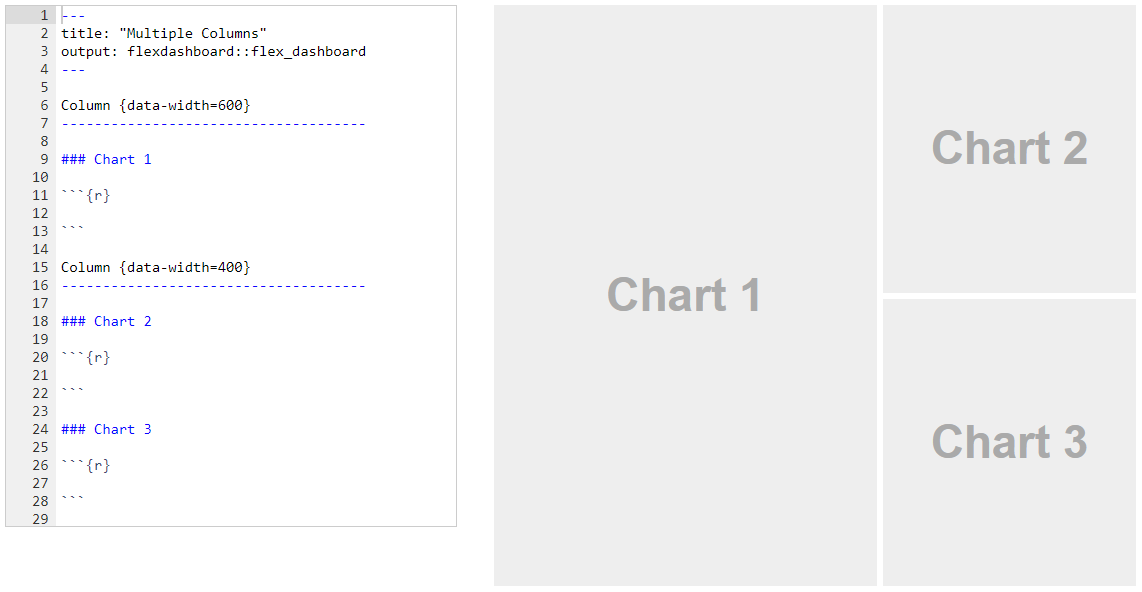 1 ---
2 title: "Multiple Columns"
3 output: flexdashboard::flex_dashboard
4 ---
5
6 Column {data-width=600}
7 -------------------------------------
8
9 ### Chart 1
10
11 ```{r}
12
13 ```
14
15 Column {data-width=400}
16 -------------------------------------
17
18 ### Chart 2
19
20 ```{r}
21
22 ```
23
24 ### Chart 3
25
26 ```{r}
27
28 ```
29
Chart 1
Chart 2
Chart 3